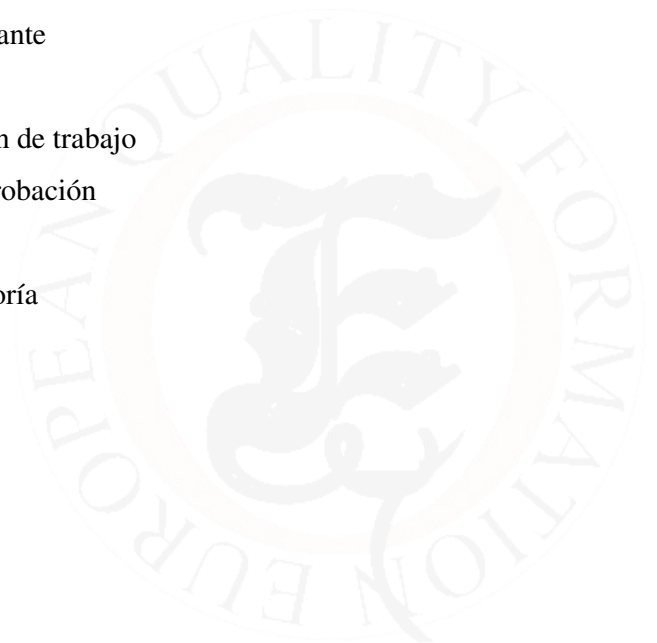 ante
n de trabajo
robación
oría
EUROPEAN QUALITY FORMATION
E